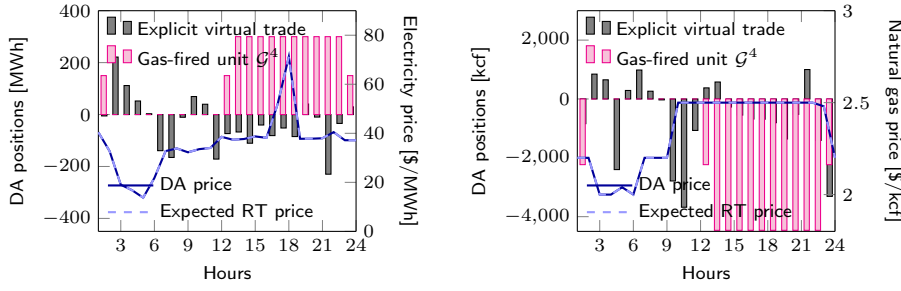 400
200
0
−200
−400
80
60
40
20
0
3 6 9 12 15 18 21 24
Hours
DA positions [MWh]
Electricity price [$/MWh]
Explicit virtual trade
Gas-fired unit 𝒢⁴
DA price
Expected RT price
2,000
0
−2,000
−4,000
3
2.5
2
3 6 9 12 15 18 21 24
Hours
DA positions [kcf]
Natural gas price [$/kcf]
Explicit virtual trade
Gas-fired unit 𝒢⁴
DA price
Expected RT price